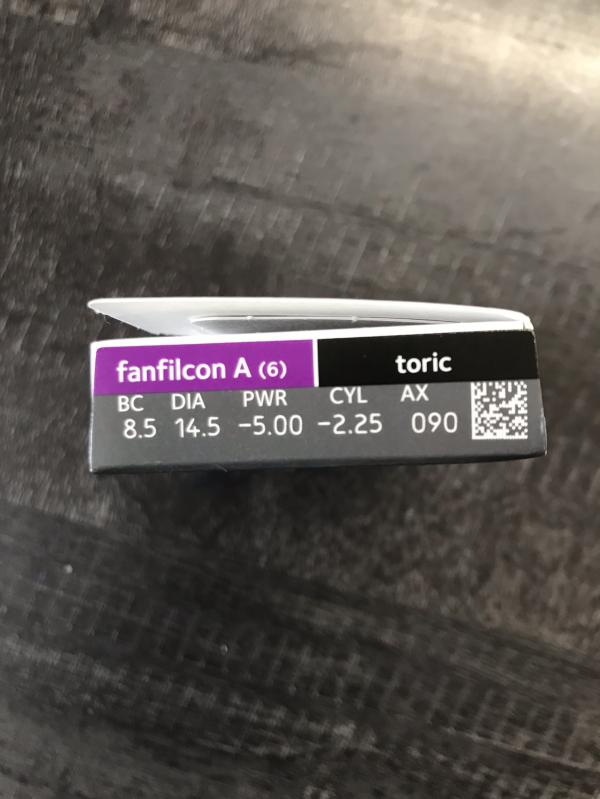 fanfilcon A (6) toric
BC DIA PWR CYL AX
8.5 14.5 -5.00 -2.25 090